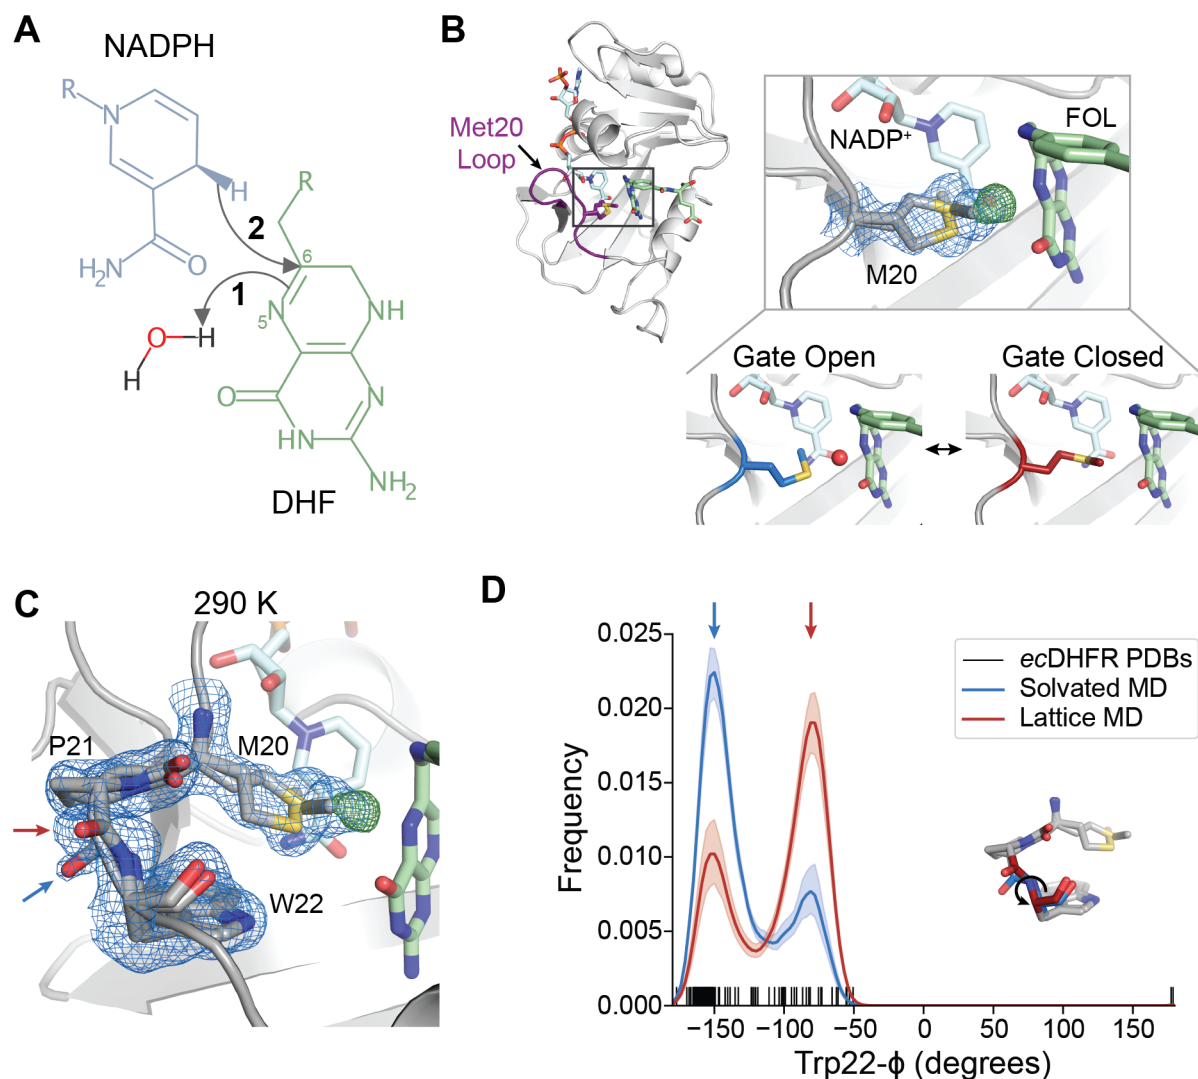 A
NADPH
R
N
H
H₂N
O
R
2
6
1
N
5
NH
O
H
H
O
N
HN
NH₂
DHF
B
Met20
Loop
NADP⁺
FOL
M20
Gate Open
Gate Closed
C
290 K
P21
M20
W22
D
0.025
0.020
0.015
0.010
0.005
0.000
Frequency
ecDHFR PDBs
Solvated MD
Lattice MD
−150
−100
−50
0
50
100
150
Trp22-ϕ (degrees)